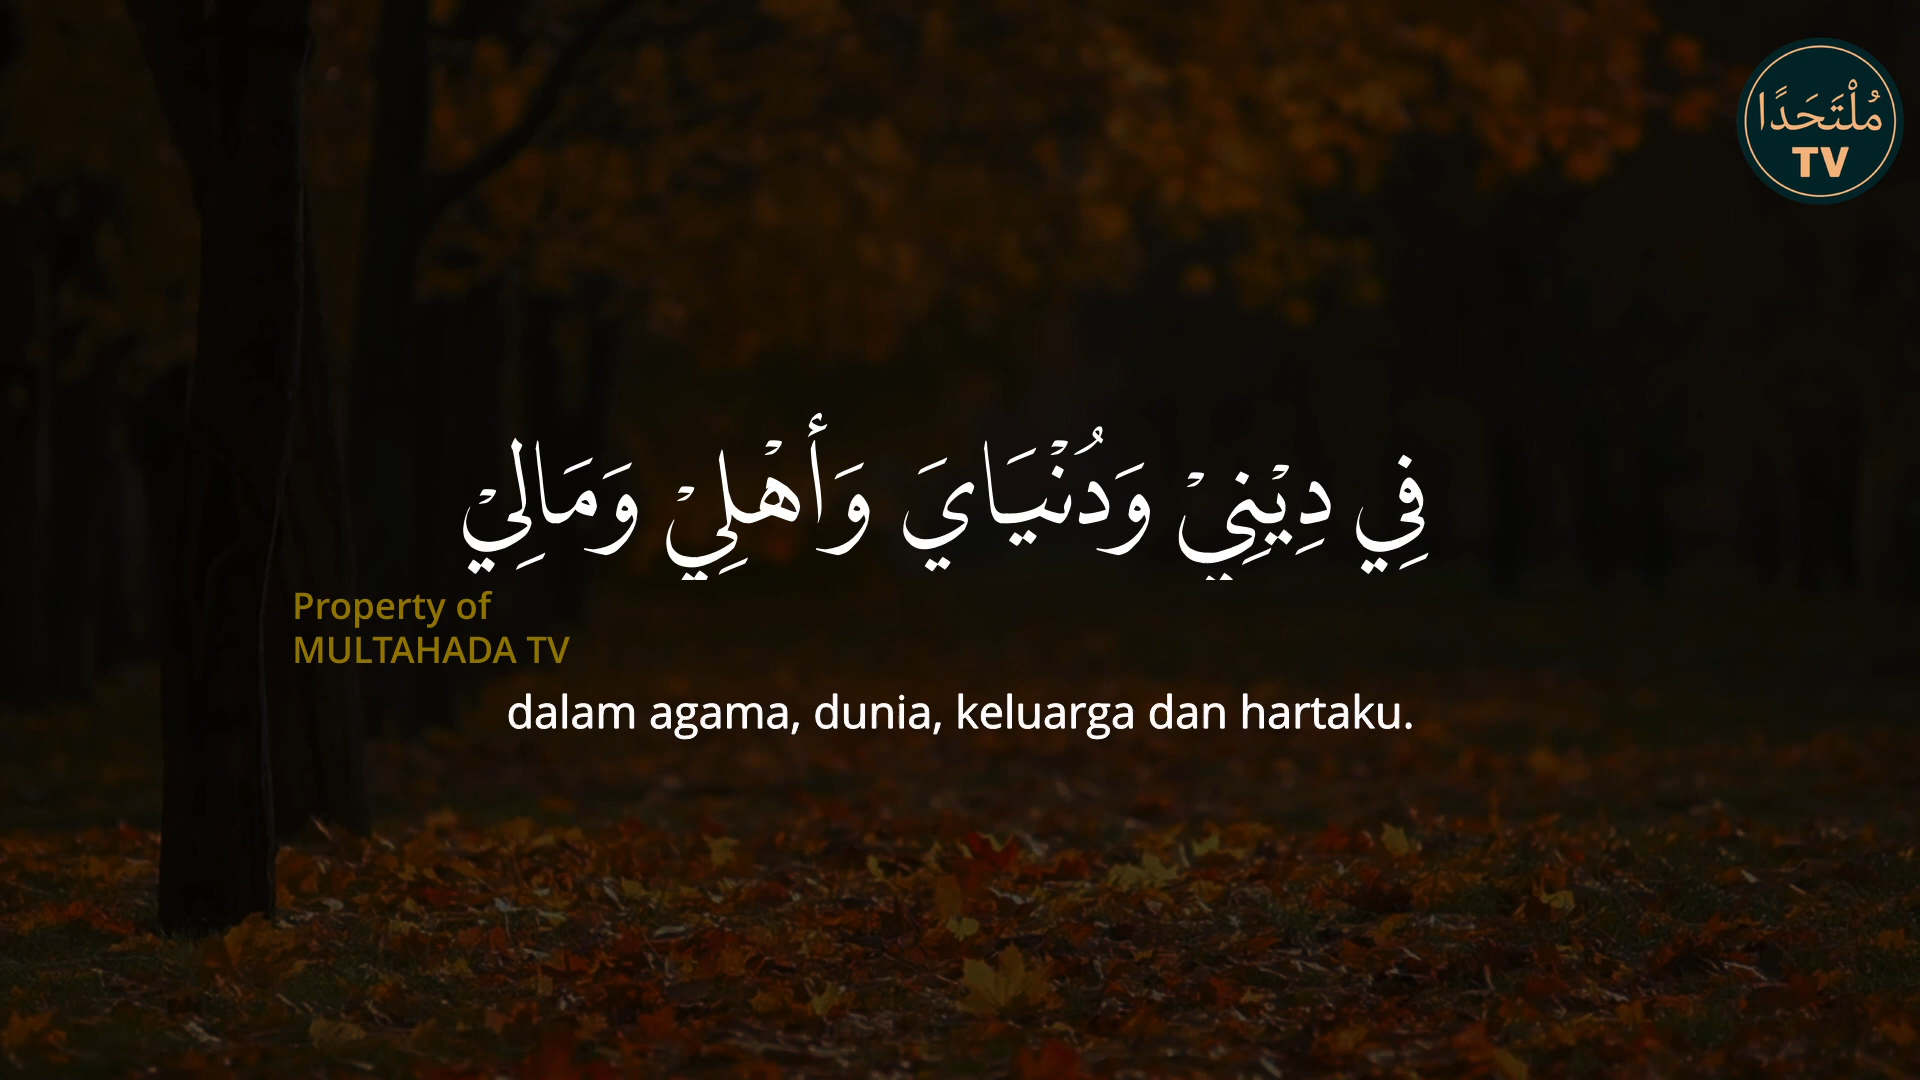 مُلْتَحَدًا
TV
فِي دِيْنِيْ وَدُنْيَايَ وَأَهْلِيْ وَمَالِيْ
Property of
MULTAHADA TV
dalam agama, dunia, keluarga dan hartaku.